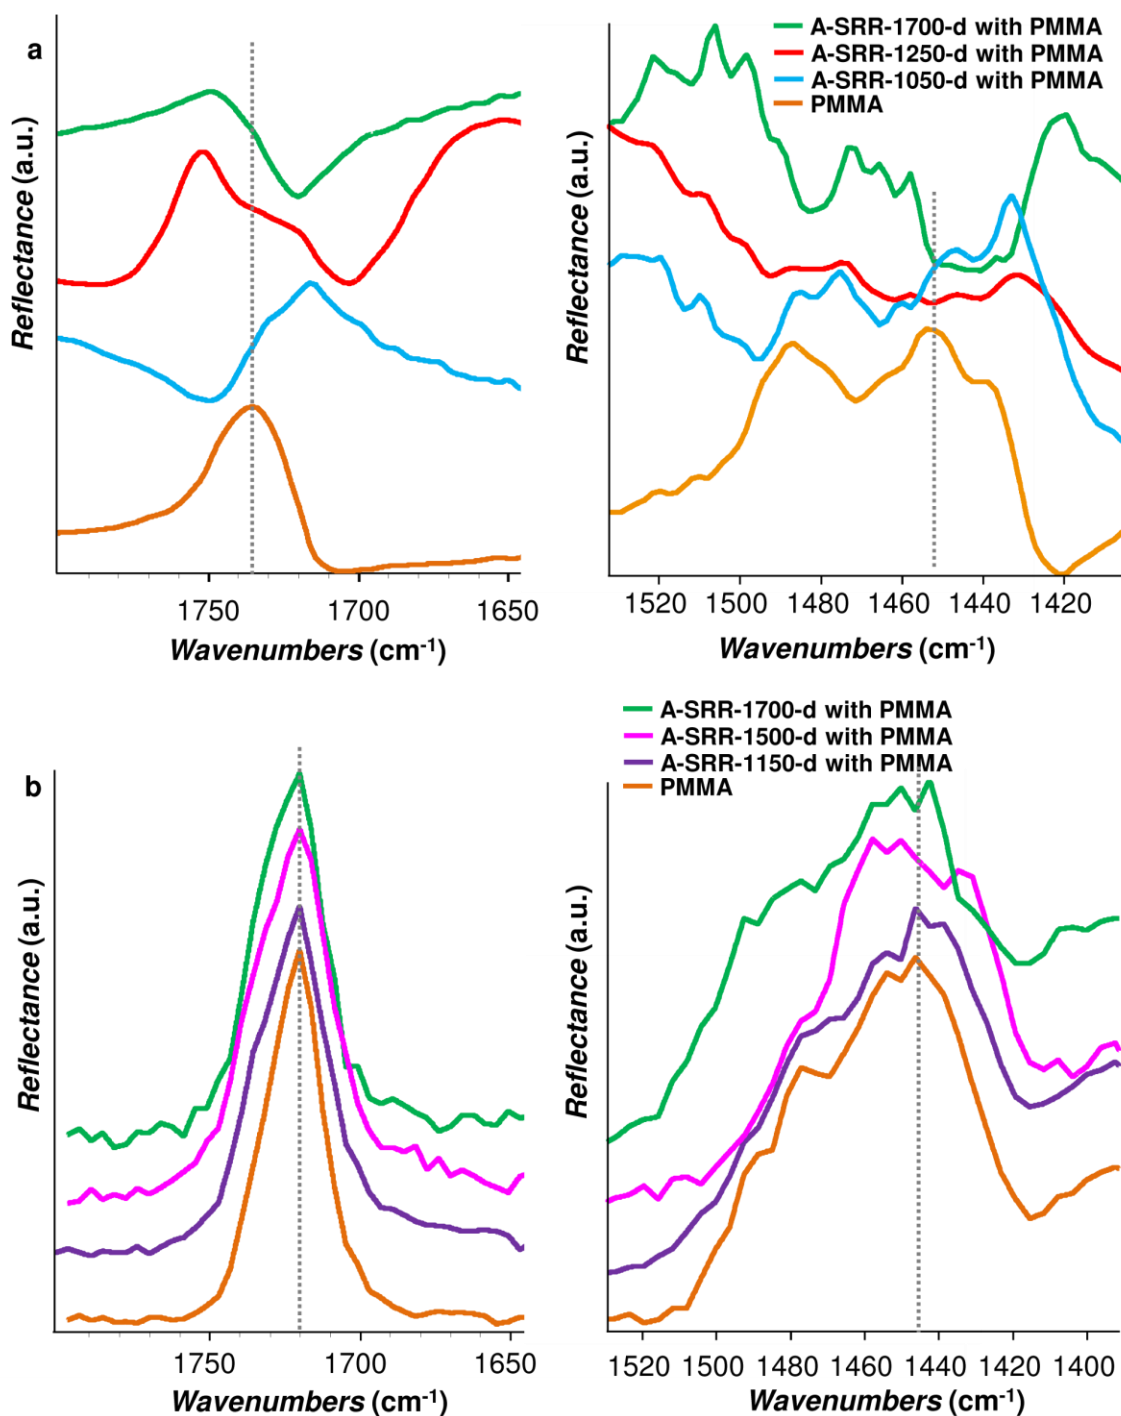 a
A-SRR-1700-d with PMMA
A-SRR-1250-d with PMMA
A-SRR-1050-d with PMMA
PMMA
Reflectance (a.u.)
Reflectance (a.u.)
1750 1700 1650
1520 1500 1480 1460 1440 1420
Wavenumbers (cm-1)
Wavenumbers (cm-1)
b
A-SRR-1700-d with PMMA
A-SRR-1500-d with PMMA
A-SRR-1150-d with PMMA
PMMA
Reflectance (a.u.)
Reflectance (a.u.)
1750 1700 1650
1520 1500 1480 1460 1440 1420 1400
Wavenumbers (cm-1)
Wavenumbers (cm-1)